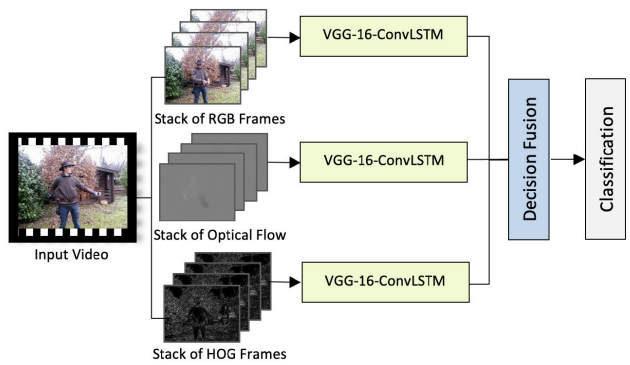 VGG-16-ConvLSTM
Stack of RGB Frames
VGG-16-ConvLSTM
Stack of Optical Flow
Input Video
VGG-16-ConvLSTM
Stack of HOG Frames
Decision Fusion
Classification